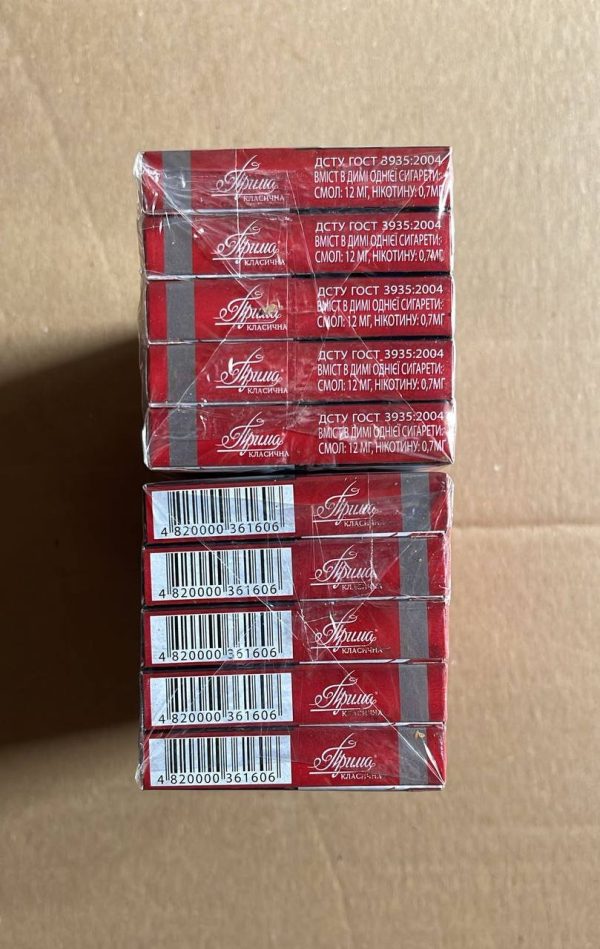 Прима
КЛАСИЧНА
ДСТУ ГОСТ 3935:2004
ВМІСТ В ДИМІ ОДНІЄЇ СИГАРЕТИ:
СМОЛ: 12 МГ, НІКОТИНУ: 0,7МГ
Прима
КЛАСИЧНА
ДСТУ ГОСТ 3935:2004
ВМІСТ В ДИМІ ОДНІЄЇ СИГАРЕТИ:
СМОЛ: 12 МГ, НІКОТИНУ: 0,7МГ
Прима
КЛАСИЧНА
ДСТУ ГОСТ 3935:2004
ВМІСТ В ДИМІ ОДНІЄЇ СИГАРЕТИ:
СМОЛ: 12 МГ, НІКОТИНУ: 0,7МГ
Прима
КЛАСИЧНА
ДСТУ ГОСТ 3935:2004
ВМІСТ В ДИМІ ОДНІЄЇ СИГАРЕТИ:
СМОЛ: 12 МГ, НІКОТИНУ: 0,7МГ
Прима
КЛАСИЧНА
ДСТУ ГОСТ 3935:2004
ВМІСТ В ДИМІ ОДНІЄЇ СИГАРЕТИ:
СМОЛ: 12 МГ, НІКОТИНУ: 0,7МГ
4 820000 361606
Прима
КЛАСИЧНА
4 820000 361606
Прима
КЛАСИЧНА
4 820000 361606
Прима
КЛАСИЧНА
4 820000 361606
Прима
КЛАСИЧНА
4 820000 361606
Прима
КЛАСИЧНА